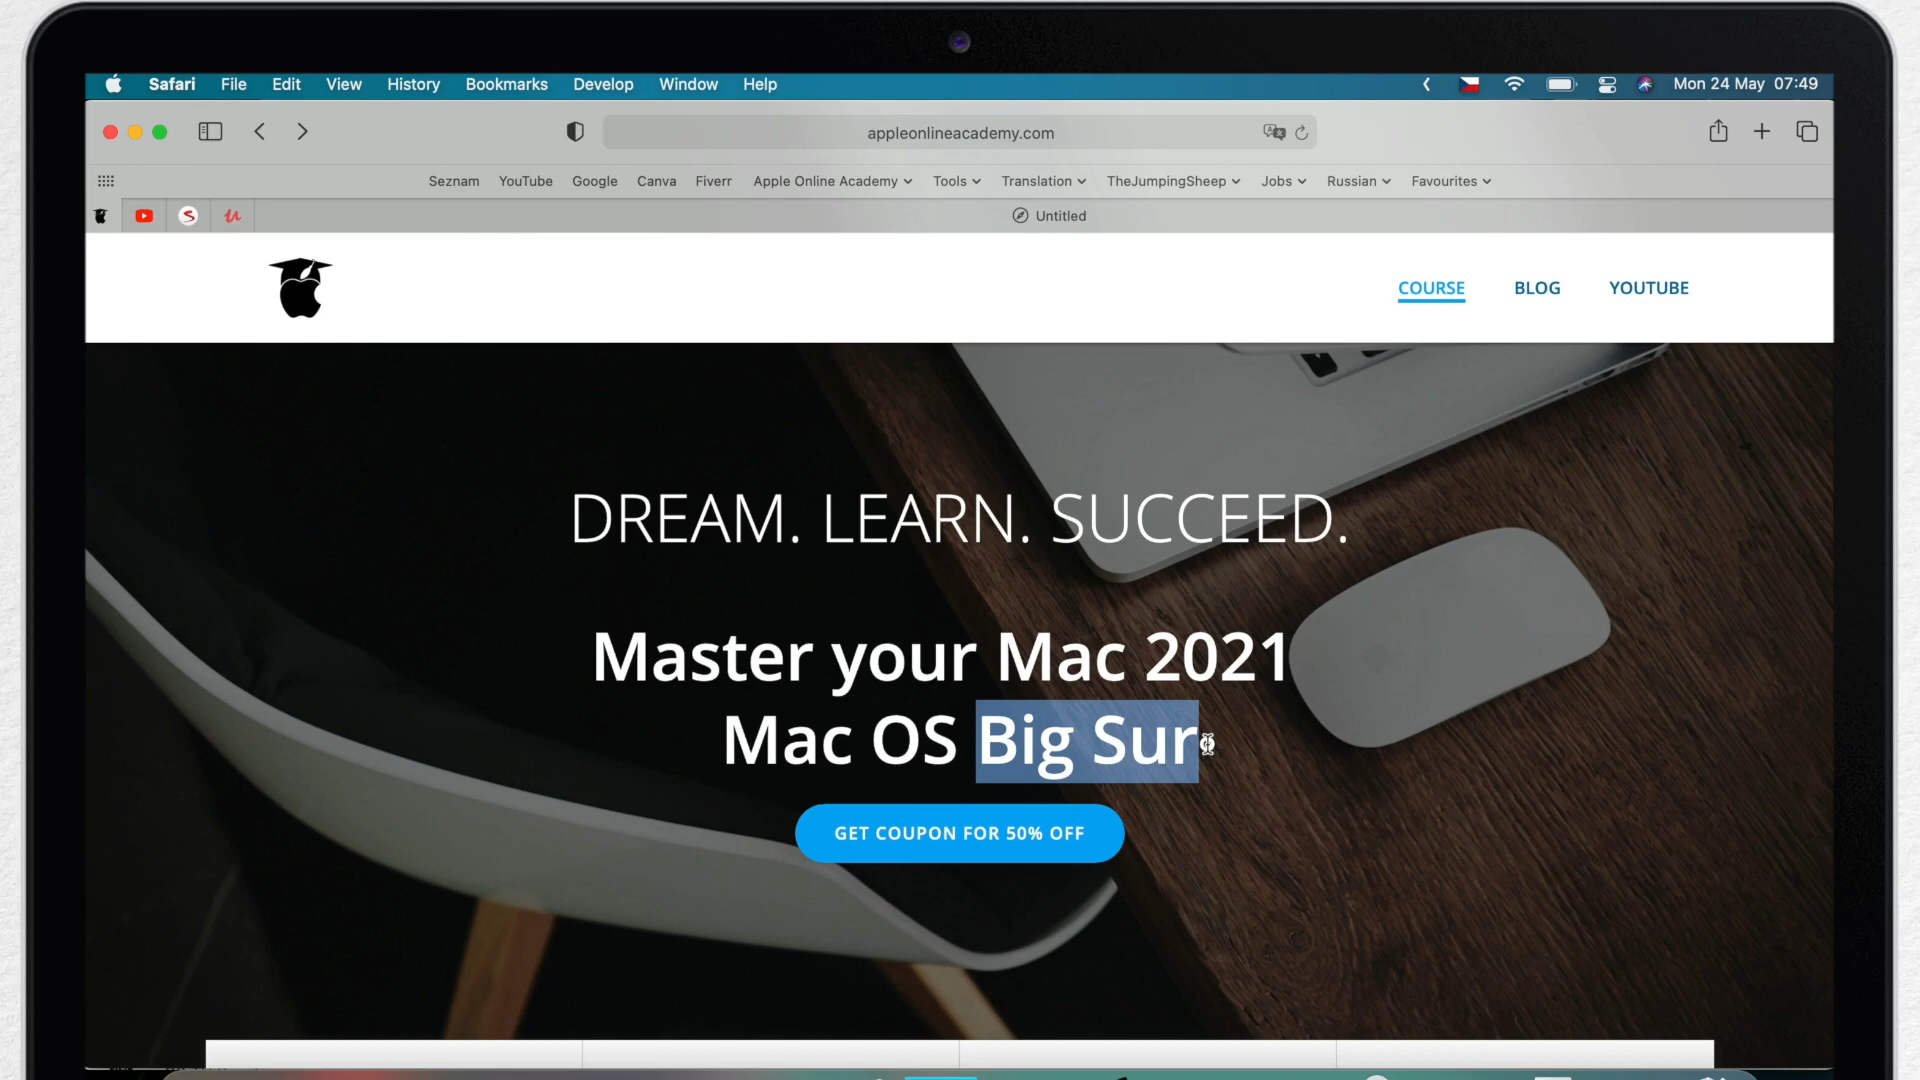 Safari File Edit View History Bookmarks Develop Window Help Mon 24 May 07:49
appleonlineacademy.com
Seznam YouTube Google Canva Fiverr Apple Online Academy Tools Translation TheJumpingSheep Jobs Russian Favourites
Untitled
COURSE BLOG YOUTUBE
DREAM. LEARN. SUCCEED.
Master your Mac 2021
Mac OS Big Sur
GET COUPON FOR 50% OFF